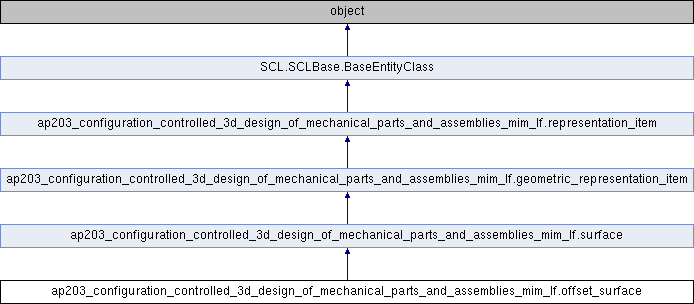 object
SCL.SCLBase.BaseEntityClass
ap203_configuration_controlled_3d_design_of_mechanical_parts_and_assemblies_mim_lf.representation_item
ap203_configuration_controlled_3d_design_of_mechanical_parts_and_assemblies_mim_lf.geometric_representation_item
ap203_configuration_controlled_3d_design_of_mechanical_parts_and_assemblies_mim_lf.surface
ap203_configuration_controlled_3d_design_of_mechanical_parts_and_assemblies_mim_lf.offset_surface